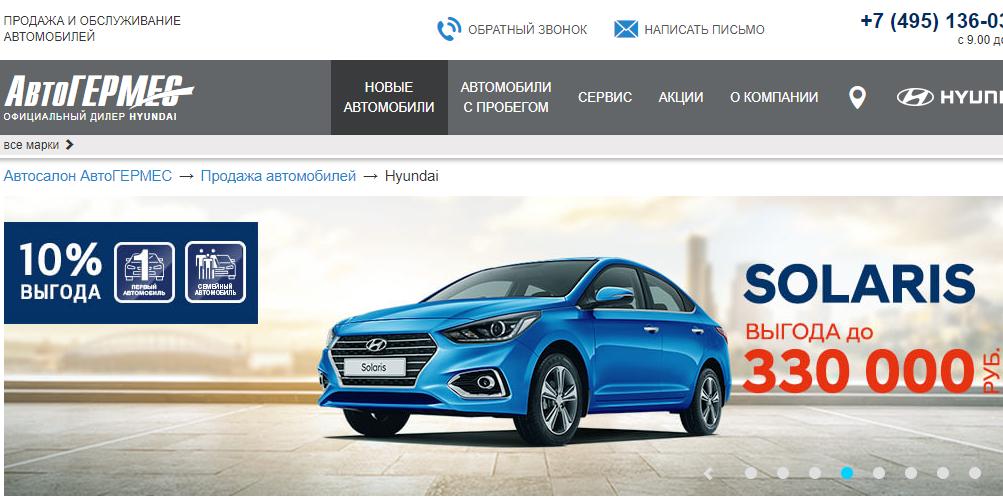 ПРОДАЖА И ОБСЛУЖИВАНИЕ
АВТОМОБИЛЕЙ
ОБРАТНЫЙ ЗВОНОК
НАПИСАТЬ ПИСЬМО
+7 (495) 136-03
с 9.00 до
АвтоГЕРМЕС
ОФИЦИАЛЬНЫЙ ДИЛЕР HYUNDAI
НОВЫЕ
АВТОМОБИЛИ
АВТОМОБИЛИ
С ПРОБЕГОМ
СЕРВИС
АКЦИИ
О КОМПАНИИ
HYUN
все марки
Автосалон АвтоГЕРМЕС → Продажа автомобилей → Hyundai
10%
ВЫГОДА
1
ПЕРВЫЙ
АВТОМОБИЛЬ
СЕМЕЙНЫЙ
АВТОМОБИЛЬ
Solaris
SOLARIS
ВЫГОДА до
330 000 РУБ.